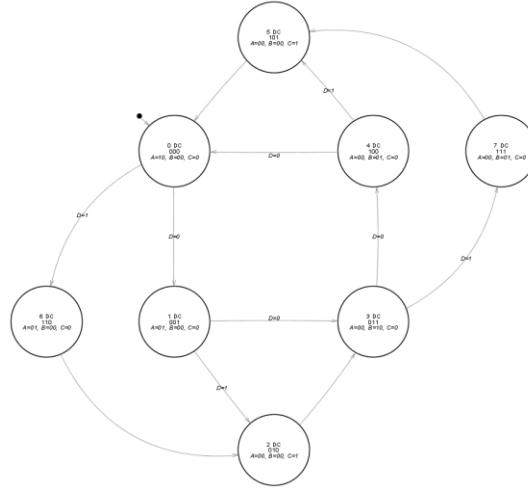 5 DC
101
A=00, B=00, C=1
0 DC
000
A=10, B=00, C=0
4 DC
100
A=00, B=01, C=0
7 DC
111
A=00, B=01, C=0
D=1
D=0
D=1
D=0
D=0
D=1
6 DC
110
A=01, B=00, C=0
1 DC
001
A=01, B=00, C=0
D=0
3 DC
011
A=00, B=10, C=0
D=1
2 DC
010
A=00, B=00, C=1